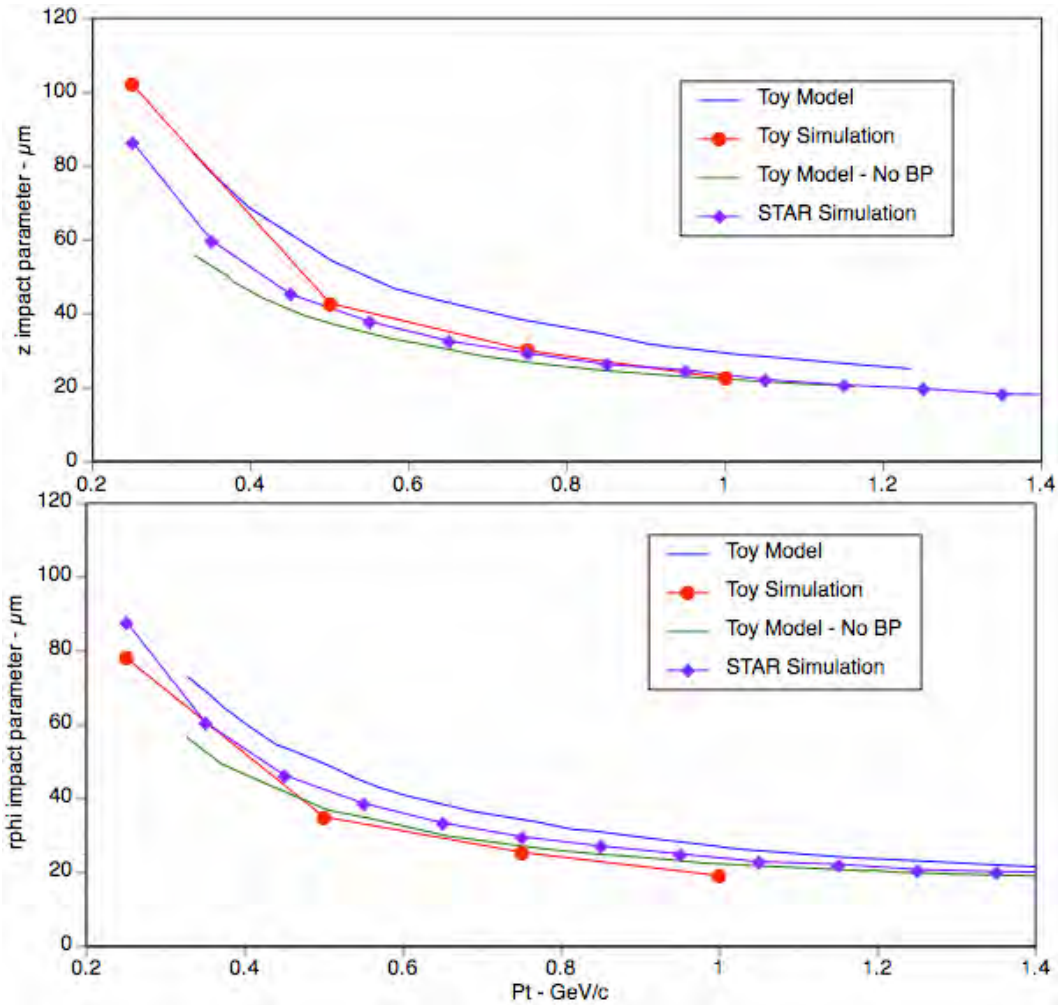 120
100
80
60
40
20
0
z impact parameter - µm
Toy Model
Toy Simulation
Toy Model - No BP
STAR Simulation
0.2 0.4 0.6 0.8 1 1.2 1.4
120
100
80
60
40
20
0
rphi impact parameter - µm
Toy Model
Toy Simulation
Toy Model - No BP
STAR Simulation
0.2 0.4 0.6 0.8 1 1.2 1.4
Pt - GeV/c